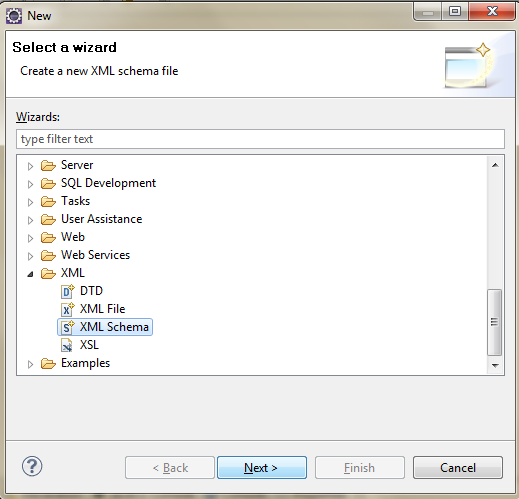 New
Select a wizard
Create a new XML schema file
Wizards:
type filter text
Server
SQL Development
Tasks
User Assistance
Web
Web Services
XML
DTD
XML File
XML Schema
XSL
Examples
< Back
Next >
Finish
Cancel